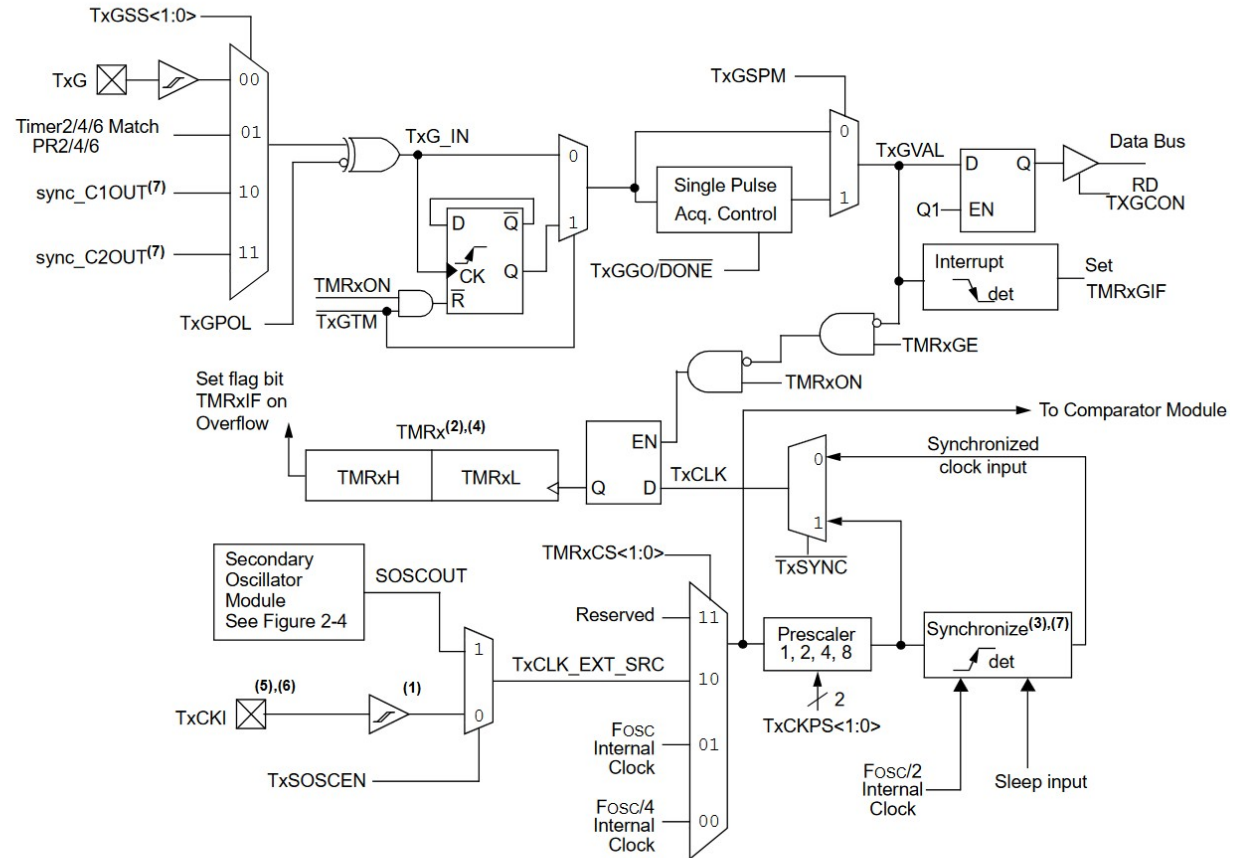 TxGSS<1:0>
TxG
00
Timer2/4/6 Match
PR2/4/6
01
sync_C1OUT(7)
10
sync_C2OUT(7)
11
TxGPOL
TxG_IN
D
Q
CK
Q
R
TMRxON
TxGTM
0
1
Single Pulse
Acq. Control
TxGGO/DONE
TxGSPM
0
1
TxGVAL
D
Q
Q1
EN
Data Bus
RD
TXGCON
Interrupt
det
Set
TMRxGIF
TMRxGE
TMRxON
Set flag bit
TMRxIF on
Overflow
TMRx(2),(4)
TMRxH
TMRxL
EN
Q
D
TxCLK
0
1
TxSYNC
To Comparator Module
Synchronized
clock input
Secondary
Oscillator
Module
See Figure 2-4
SOSCOUT
1
0
TxCKI
(5),(6)
(1)
TxSOSCEN
TxCLK_EXT_SRC
TMRxCS<1:0>
Reserved
11
10
FOSC
Internal
Clock
01
FOSC/4
Internal
Clock
00
Prescaler
1, 2, 4, 8
2
TxCKPS<1:0>
Synchronize(3),(7)
det
FOSC/2
Internal
Clock
Sleep input